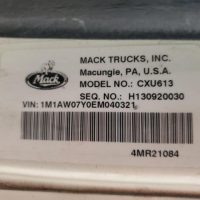 MACK TRUCKS, INC.
Mack
Macungie, PA, U.S.A.
MODEL NO.: CXU613
SEQ. NO.: H130920030
VIN: 1M1AW07Y0EM040321
4MR21084